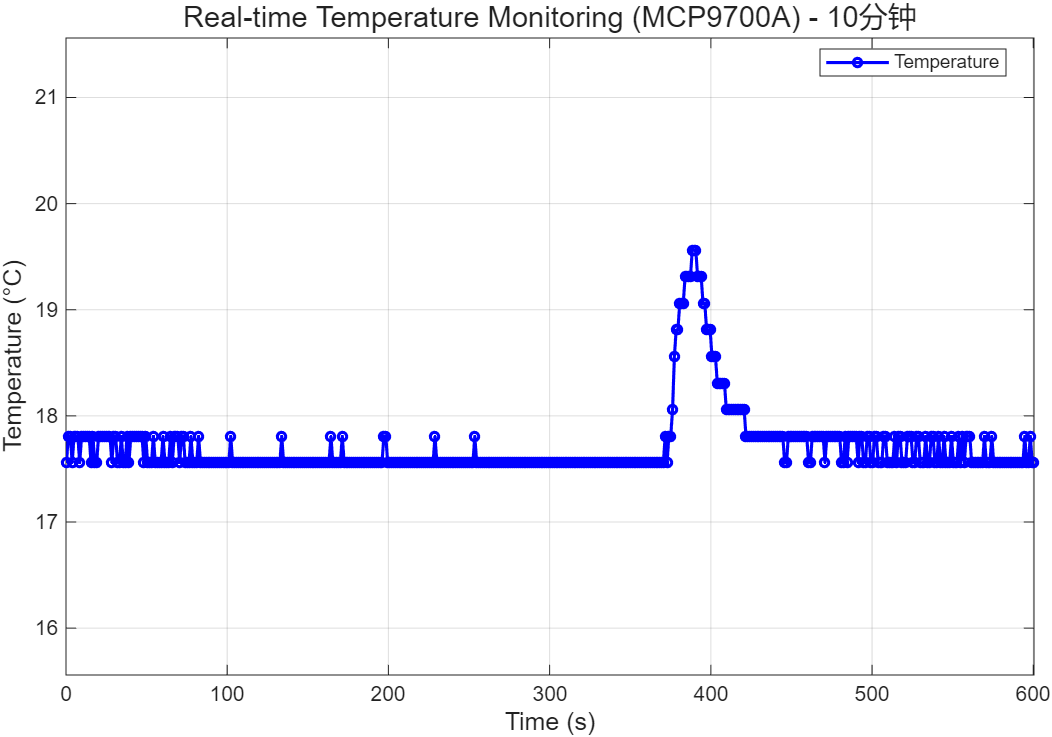 Real-time Temperature Monitoring (MCP9700A) - 10分钟
Temperature
21
20
19
18
17
16
Temperature (°C)
0 100 200 300 400 500 600
Time (s)